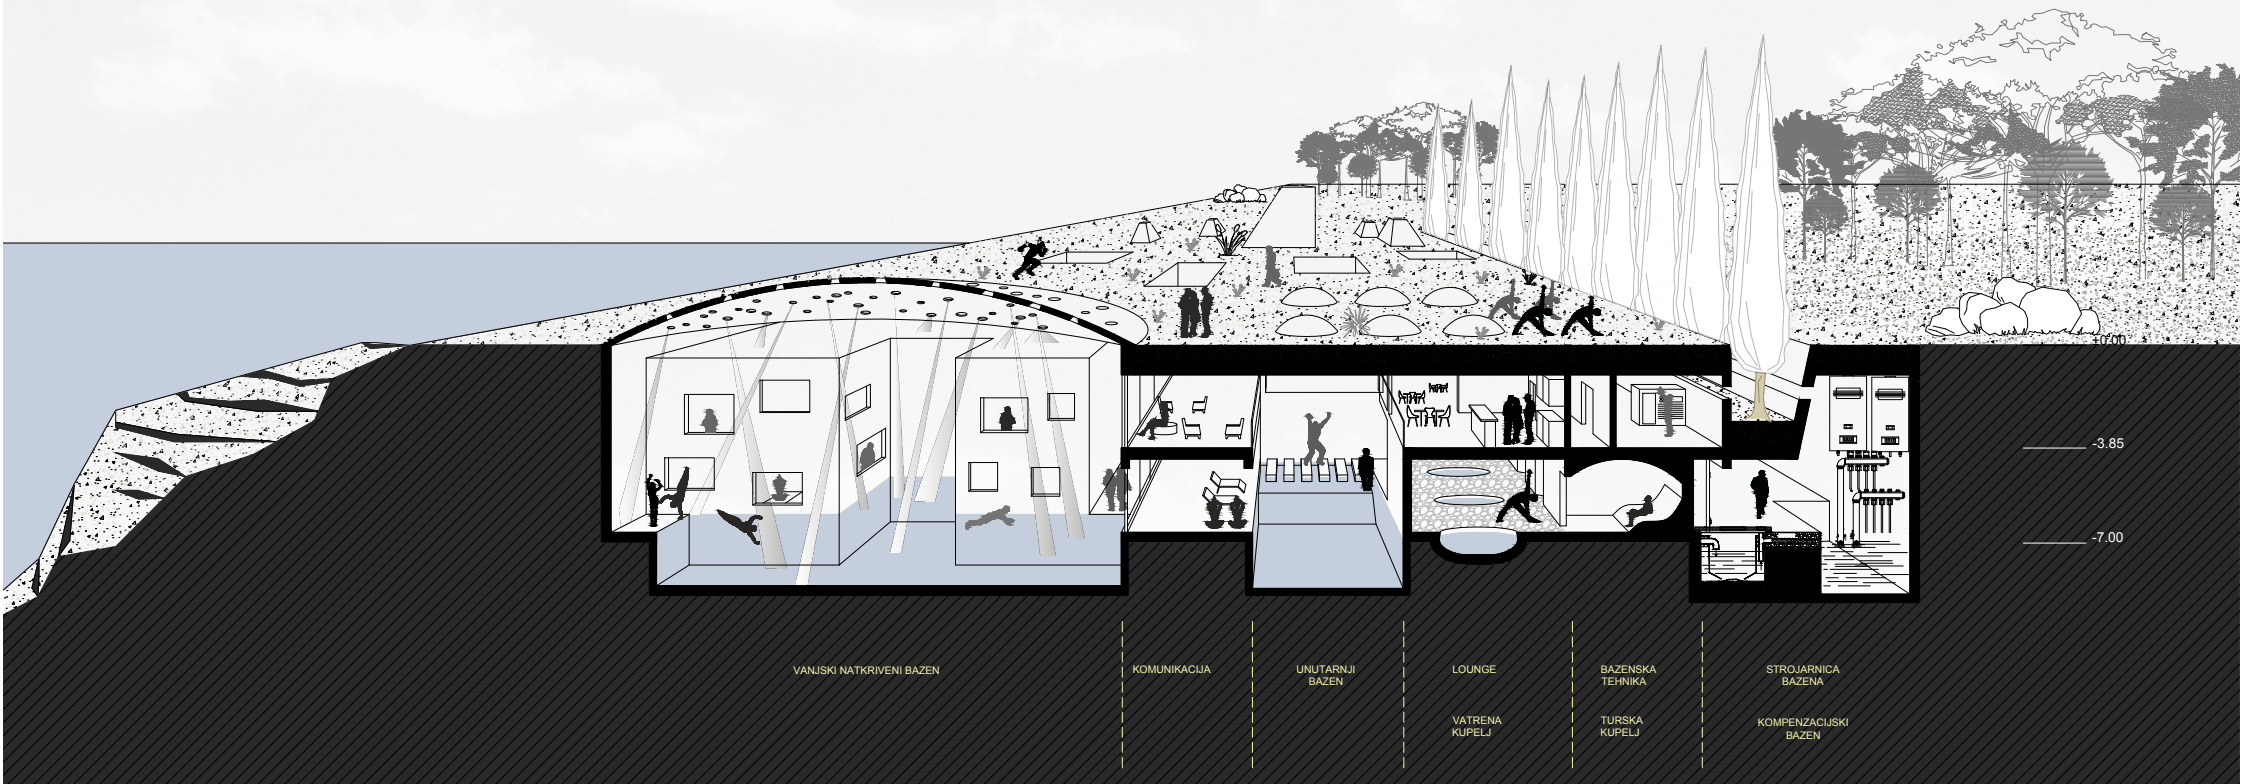 ±0.00
-3.85
-7.00
VANJSKI NATKRIVENI BAZEN
KOMUNIKACIJA
UNUTARNJI
BAZEN
LOUNGE
VATRENA
KUPELJ
BAZENSKA
TEHNIKA
TURSKA
KUPELJ
STROJARNICA
BAZENA
KOMPENZACIJSKI
BAZEN